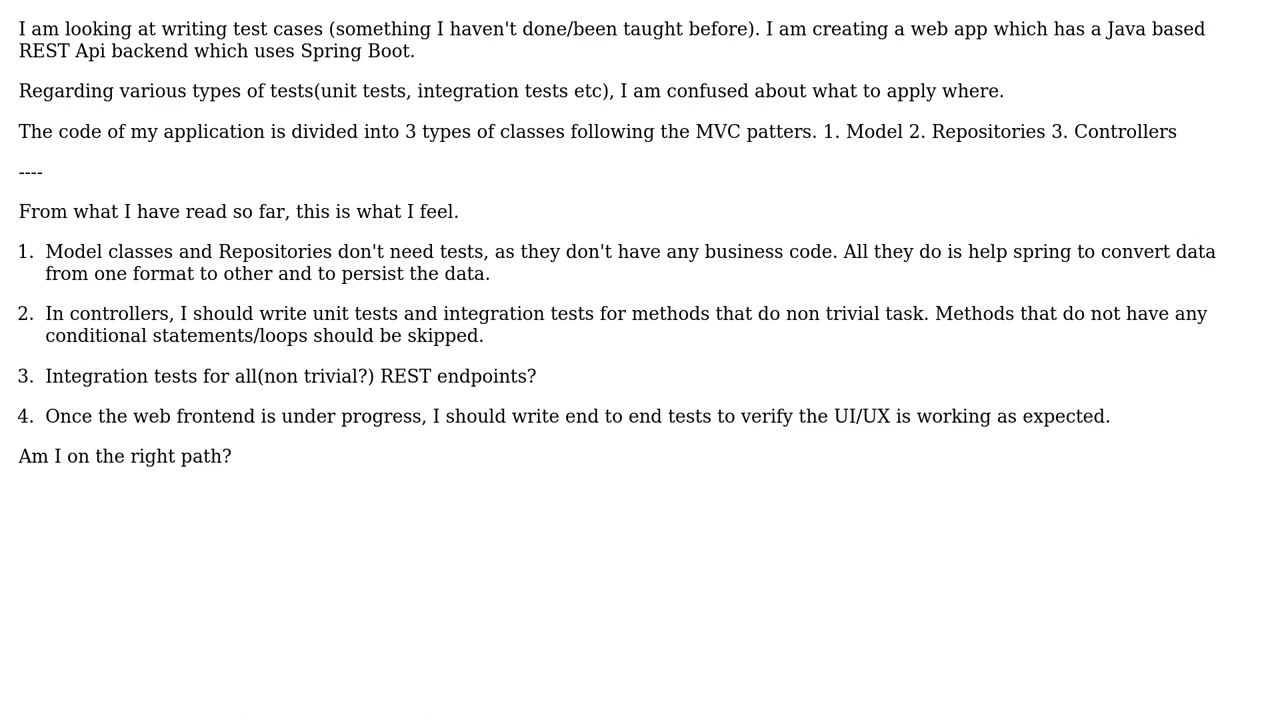 I am looking at writing test cases (something I haven't done/been taught before). I am creating a web app which has a Java based
REST Api backend which uses Spring Boot.
Regarding various types of tests(unit tests, integration tests etc), I am confused about what to apply where.
The code of my application is divided into 3 types of classes following the MVC patters. 1. Model 2. Repositories 3. Controllers
----
From what I have read so far, this is what I feel.
1. Model classes and Repositories don't need tests, as they don't have any business code. All they do is help spring to convert data
from one format to other and to persist the data.
2. In controllers, I should write unit tests and integration tests for methods that do non trivial task. Methods that do not have any
conditional statements/loops should be skipped.
3. Integration tests for all(non trivial?) REST endpoints?
4. Once the web frontend is under progress, I should write end to end tests to verify the UI/UX is working as expected.
Am I on the right path?